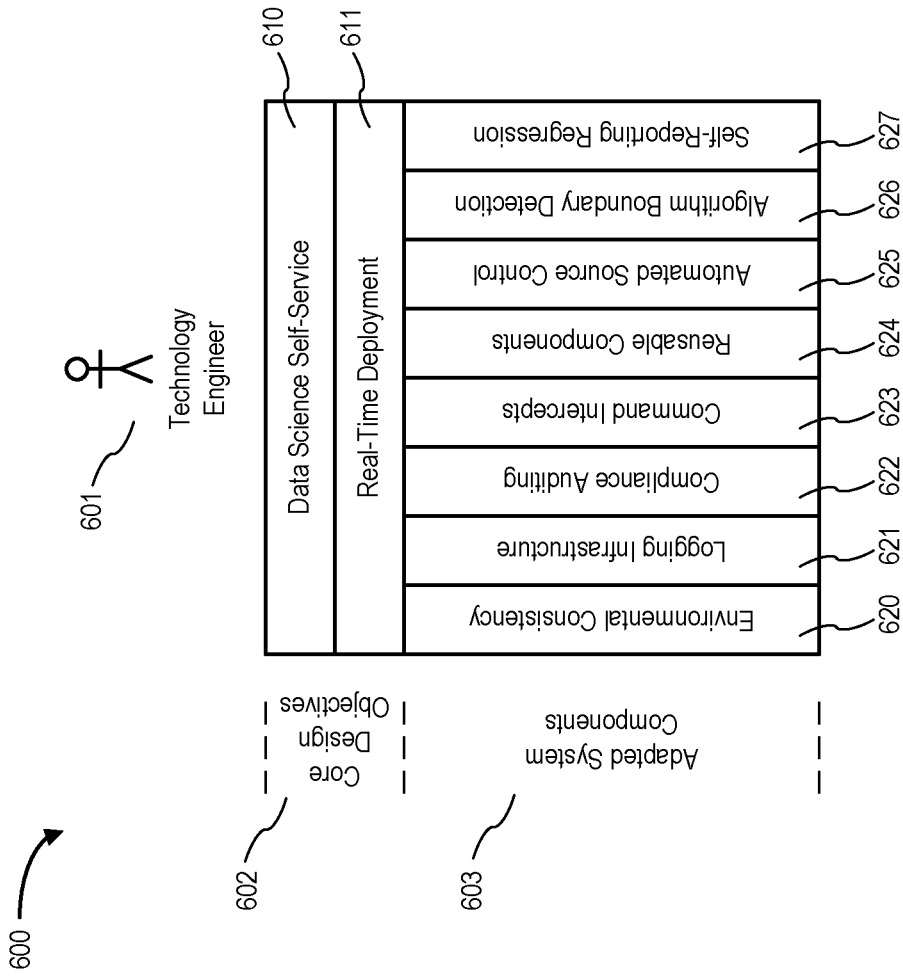 600
601
Technology
Engineer
602
Core
Design
Objectives
Data Science Self-Service
610
Real-Time Deployment
611
603
Adapted System
Components
Environmental Consistency
620
Logging Infrastructure
621
Compliance Auditing
622
Command Intercepts
623
Reusable Components
624
Automated Source Control
625
Algorithm Boundary Detection
626
Self-Reporting Regression
627